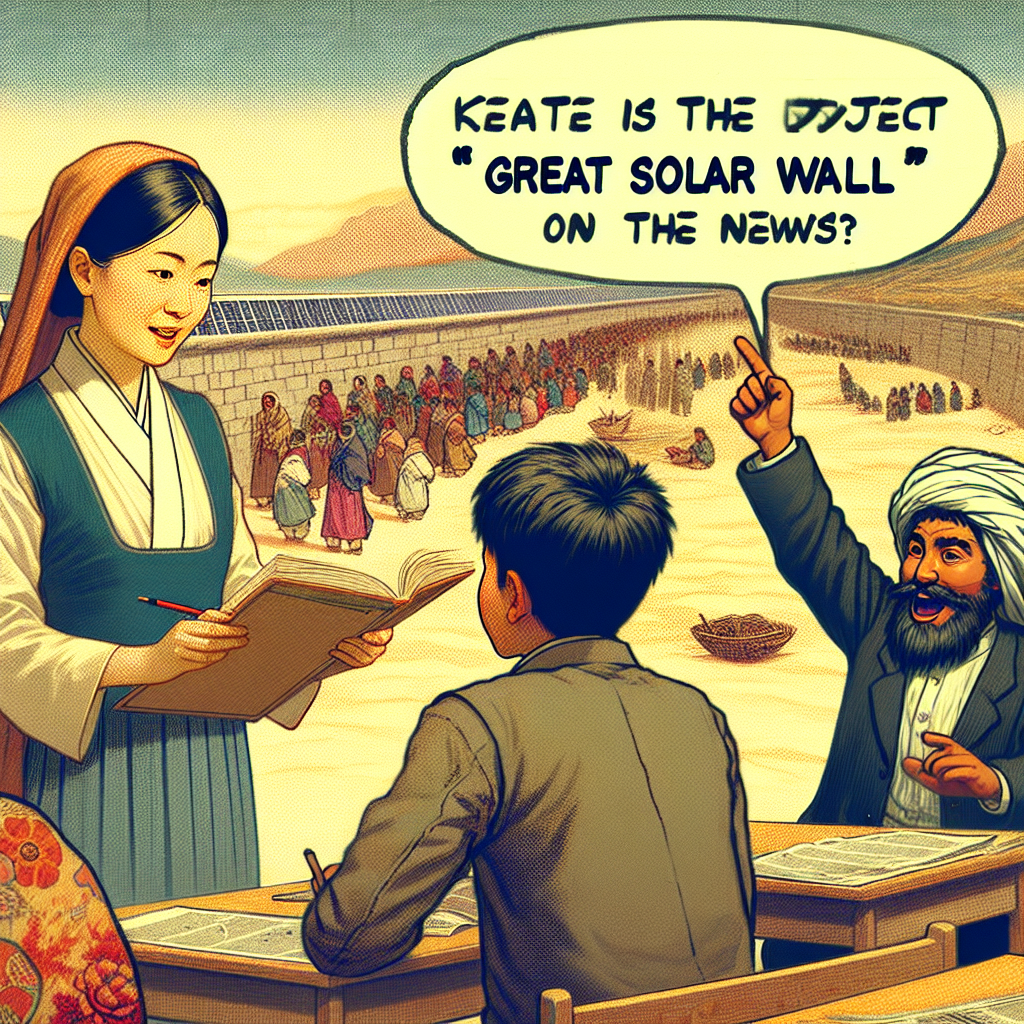 KEATE IS THE
"GREAT SOLAR WALL"
ON THE NEWS?